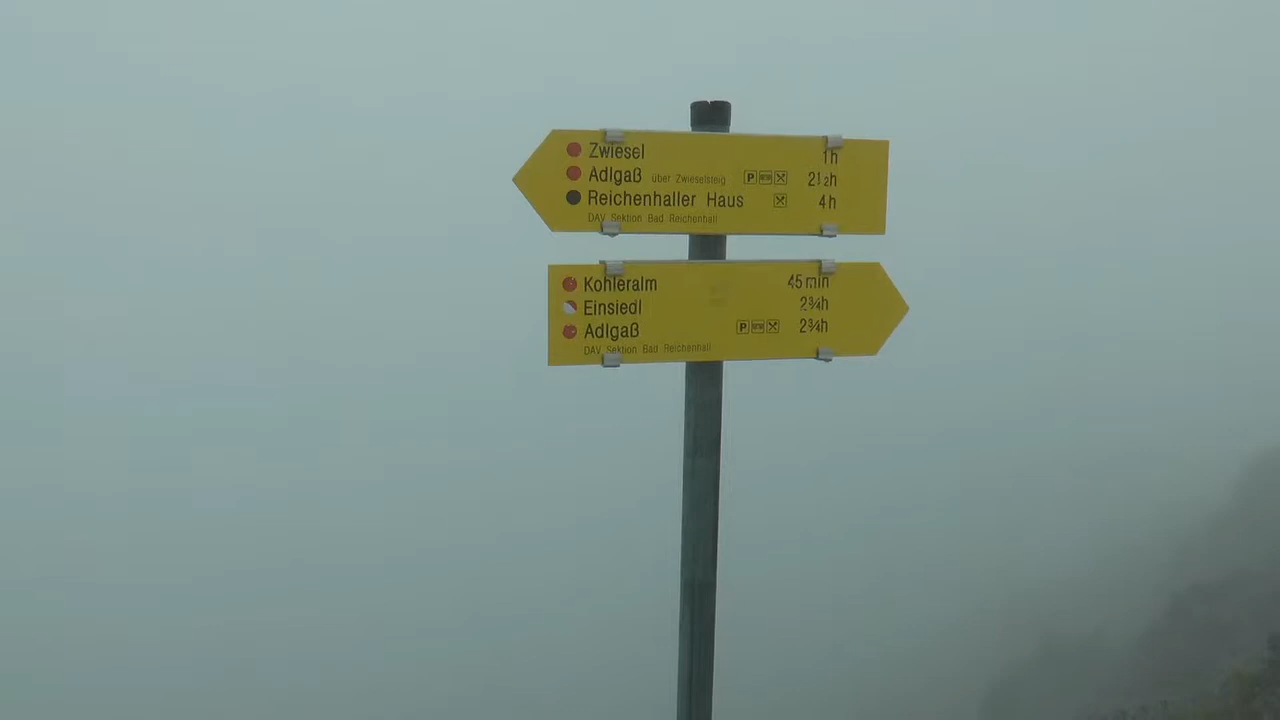 Zwiesel 1h
Adlgaß über Zwieselsteig P 2½h
Reichenhaller Haus 4h
DAV Sektion Bad Reichenhall
Kohleralm 45 min
Einsiedl 2¾h
Adlgaß P 2¾h
DAV Sektion Bad Reichenhall